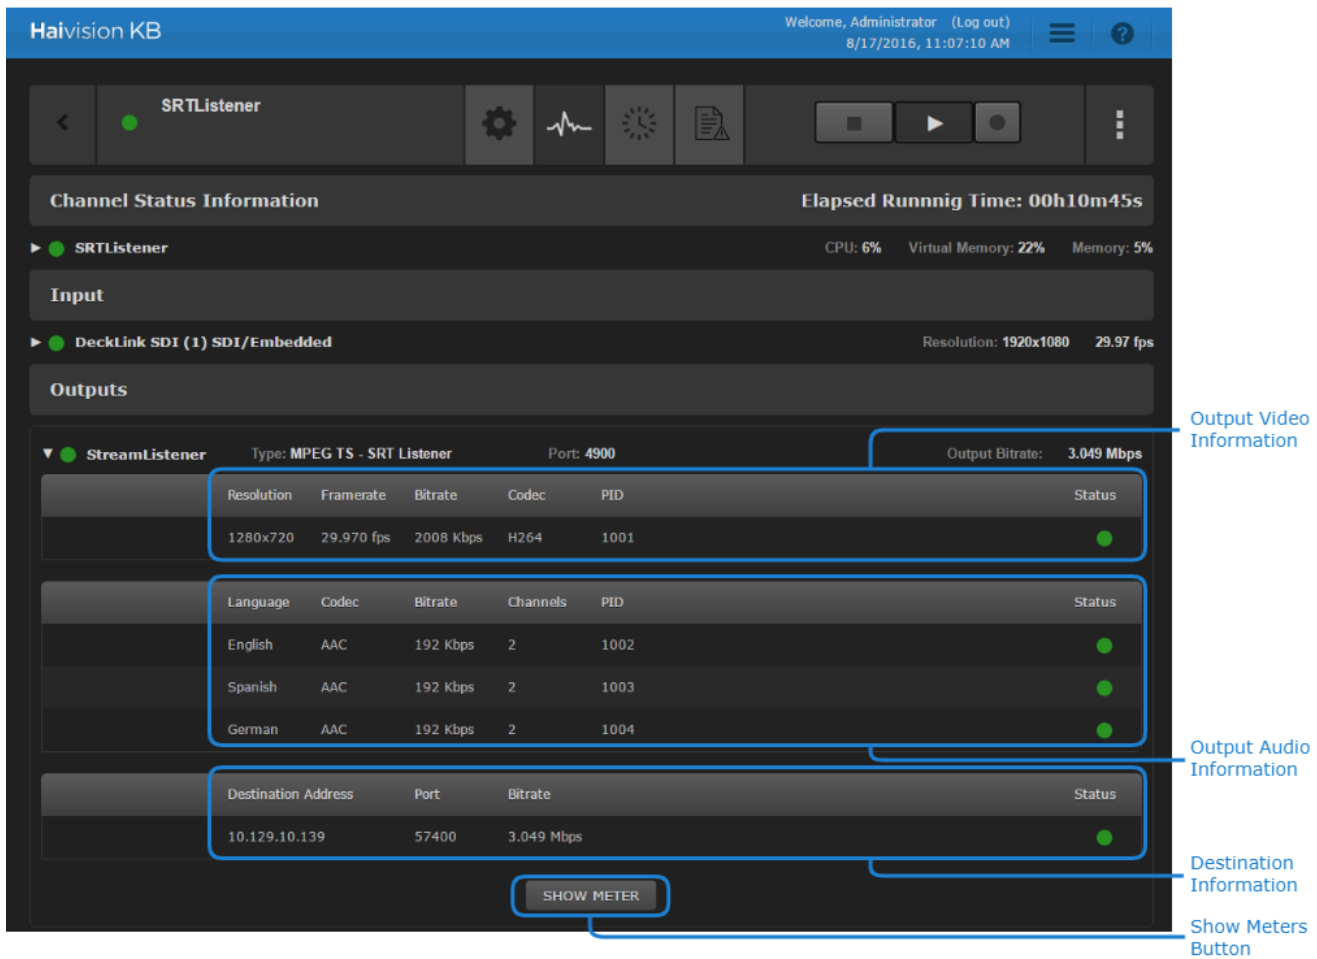 Haivision KB
Welcome, Administrator (Log out)
8/17/2016, 11:07:10 AM
SRTListener
Channel Status Information Elapsed Runnnig Time: 00h10m45s
SRTListener CPU: 6% Virtual Memory: 22% Memory: 5%
Input
DeckLink SDI (1) SDI/Embedded Resolution: 1920x1080 29.97 fps
Outputs
Output Video
Information
StreamListener Type: MPEG TS - SRT Listener Port: 4900 Output Bitrate: 3.049 Mbps
Resolution Framerate Bitrate Codec PID Status
1280x720 29.970 fps 2008 Kbps H264 1001
Language Codec Bitrate Channels PID Status
English AAC 192 Kbps 2 1002
Spanish AAC 192 Kbps 2 1003
German AAC 192 Kbps 2 1004
Output Audio
Information
Destination Address Port Bitrate Status
10.129.10.139 57400 3.049 Mbps
Destination
Information
SHOW METER
Show Meters
Button